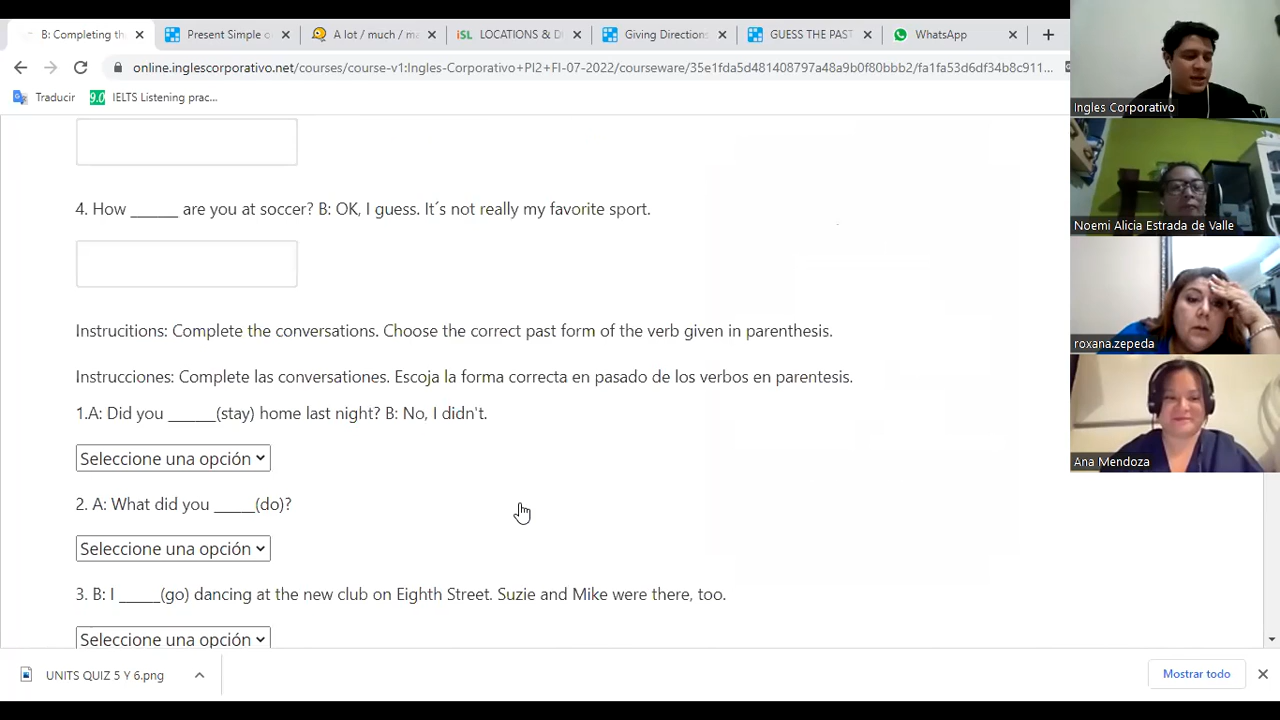 B: Completing th
Present Simple o
A lot / much / m
iSL LOCATIONS & D
Giving Direction
GUESS THE PAST
WhatsApp
online.inglescorporativo.net/courses/course-v1:Ingles-Corporativo+PI2+FI-07-2022/courseware/35e1fda5d481408797a48a9b0f80bbb2/fa1fa53d6df34b8c911...
Traducir
9.0 IELTS Listening prac...
4. How ______ are you at soccer? B: OK, I guess. It´s not really my favorite sport.
Instrucitions: Complete the conversations. Choose the correct past form of the verb given in parenthesis.
Instrucciones: Complete las conversationes. Escoja la forma correcta en pasado de los verbos en parentesis.
1.A: Did you ______(stay) home last night? B: No, I didn't.
Seleccione una opción
2. A: What did you _____(do)?
Seleccione una opción
3. B: I _____(go) dancing at the new club on Eighth Street. Suzie and Mike were there, too.
Seleccione una opción
UNITS QUIZ 5 Y 6.png
Mostrar todo
Ingles Corporativo
Noemi Alicia Estrada de Valle
roxana.zepeda
Ana Mendoza